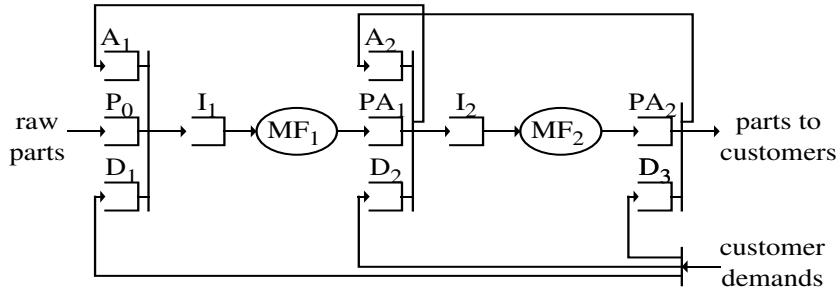 A1
A2
P0
I1
PA1
I2
PA2
raw
parts
MF1
MF2
parts to
customers
D1
D2
D3
customer
demands